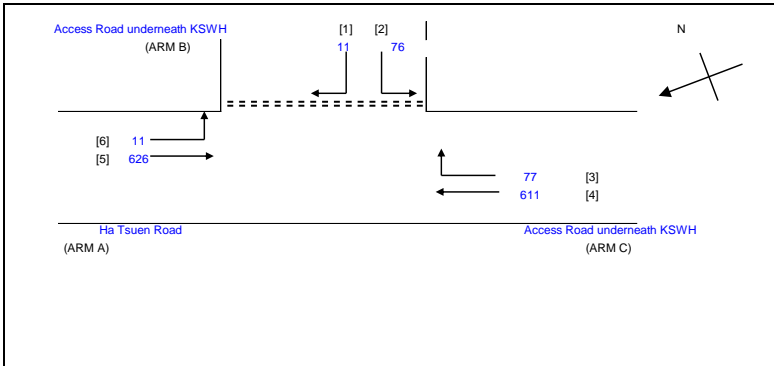 Access Road underneath KSWH
[1] [2]
N
(ARM B)
11 76
[6] 11
[5] 626
77 [3]
611 [4]
Ha Tsuen Road
Access Road underneath KSWH
(ARM A)
(ARM C)